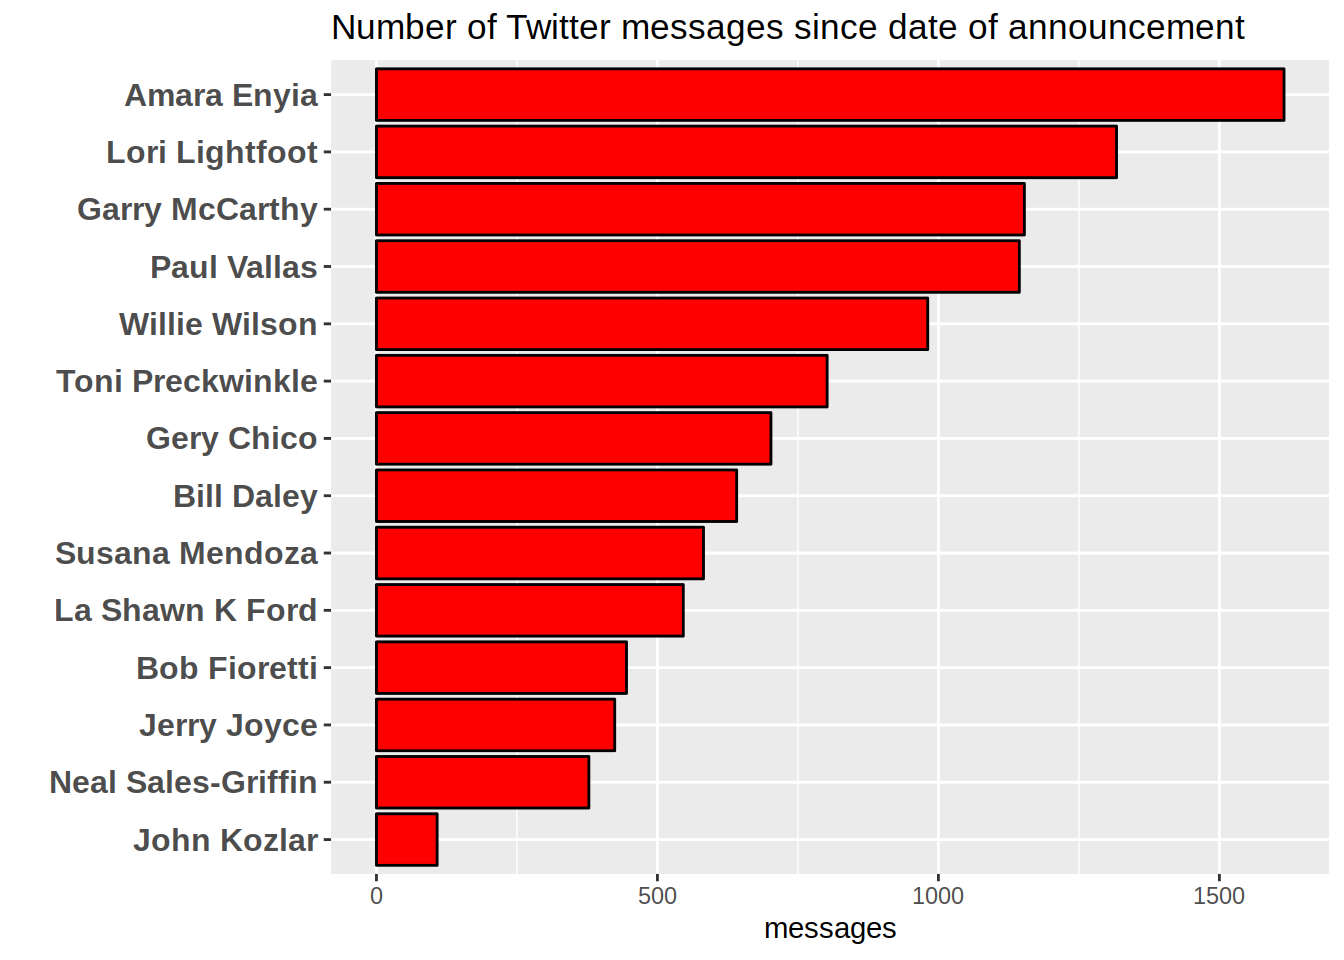 Number of Twitter messages since date of announcement
Amara Enyia
Lori Lightfoot
Garry McCarthy
Paul Vallas
Willie Wilson
Toni Preckwinkle
Gery Chico
Bill Daley
Susana Mendoza
La Shawn K Ford
Bob Fioretti
Jerry Joyce
Neal Sales-Griffin
John Kozlar
0 500 1000 1500
messages